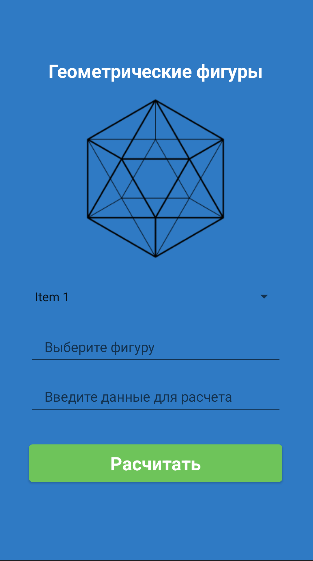 Геометрические фигуры
Item 1
Выберите фигуру
Введите данные для расчета
Расчитать